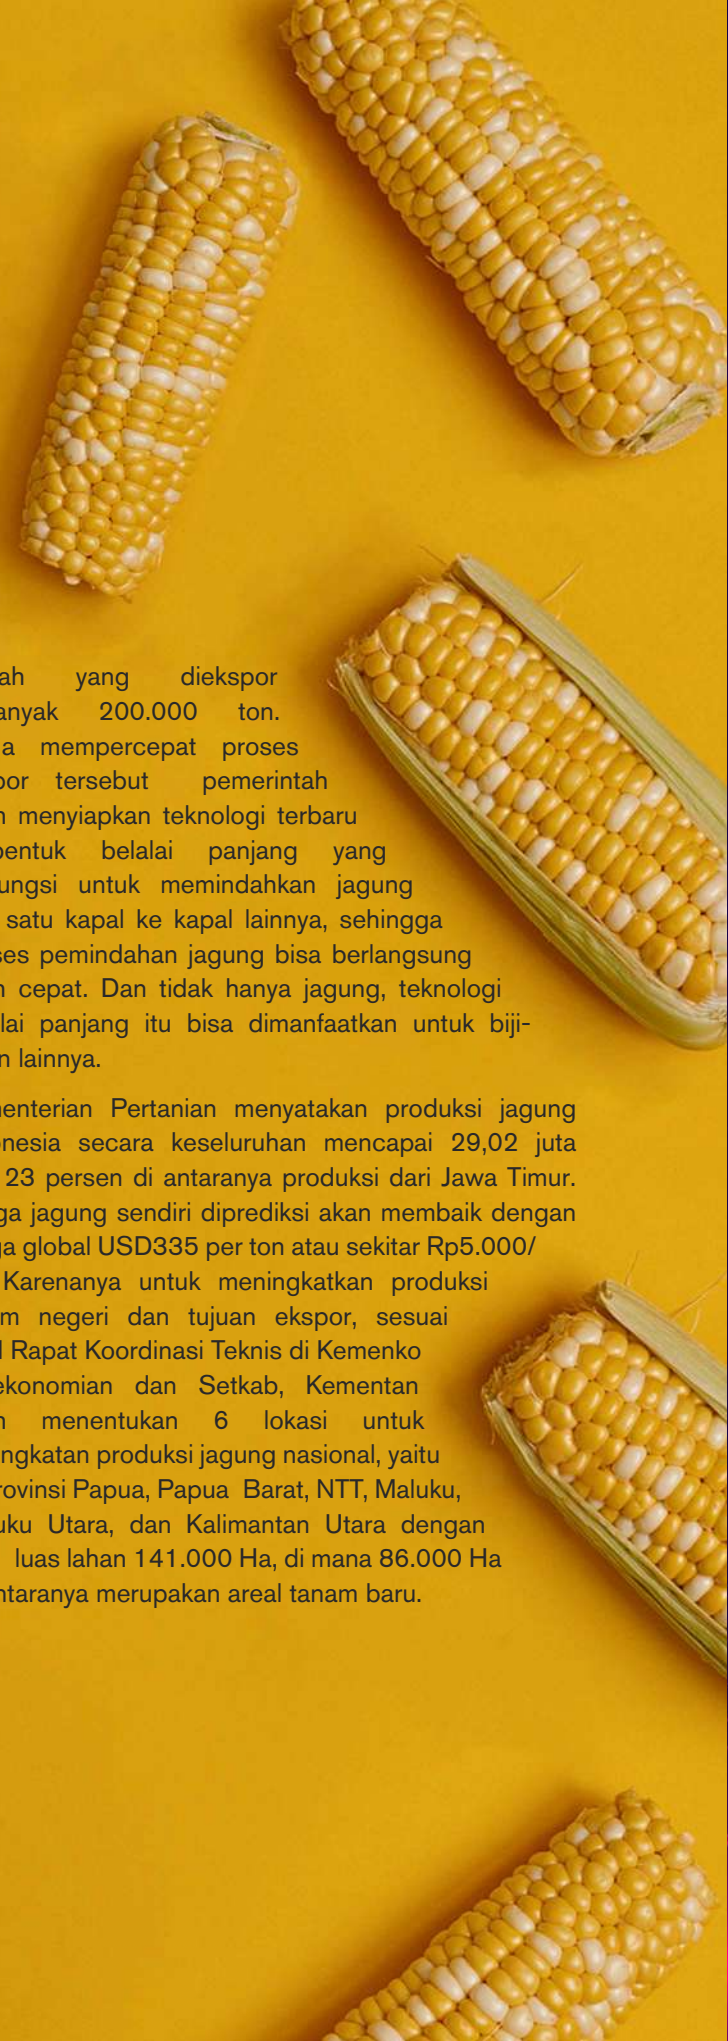 ah yang diekspor
anyak 200.000 ton.
a mempercepat proses
por tersebut pemerintah
n menyiapkan teknologi terbaru
bentuk belalai panjang yang
ungsi untuk memindahkan jagung
satu kapal ke kapal lainnya, sehingga
ses pemindahan jagung bisa berlangsung
n cepat. Dan tidak hanya jagung, teknologi
lai panjang itu bisa dimanfaatkan untuk biji-
n lainnya.
nenterian Pertanian menyatakan produksi jagung
onesia secara keseluruhan mencapai 29,02 juta
23 persen di antaranya produksi dari Jawa Timur.
ga jagung sendiri diprediksi akan membaik dengan
ga global USD335 per ton atau sekitar Rp5.000/
Karenanya untuk meningkatkan produksi
m negeri dan tujuan ekspor, sesuai
l Rapat Koordinasi Teknis di Kemenko
ekonomian dan Setkab, Kementan
n menentukan 6 lokasi untuk
ingkatan produksi jagung nasional, yaitu
rovinsi Papua, Papua Barat, NTT, Maluku,
uku Utara, dan Kalimantan Utara dengan
luas lahan 141.000 Ha, di mana 86.000 Ha
ntaranya merupakan areal tanam baru.